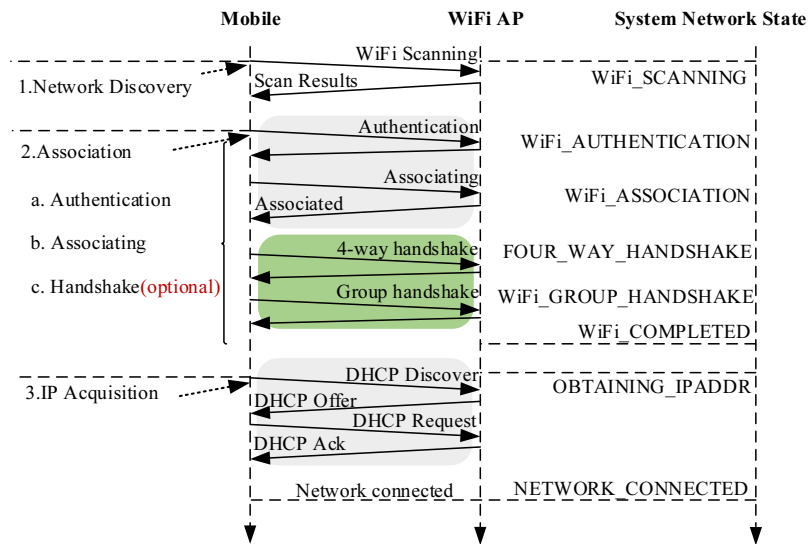 Mobile WiFi AP System Network State
WiFi Scanning
1.Network Discovery Scan Results WiFi_SCANNING
Authentication
2.Association WiFi_AUTHENTICATION
Associating
a. Authentication Associated WiFi_ASSOCIATION
b. Associating 4-way handshake FOUR_WAY_HANDSHAKE
c. Handshake(optional) Group handshake WiFi_GROUP_HANDSHAKE
WiFi_COMPLETED
DHCP Discover
3.IP Acquisition OBTAINING_IPADDR
DHCP Offer
DHCP Request
DHCP Ack
Network connected NETWORK_CONNECTED